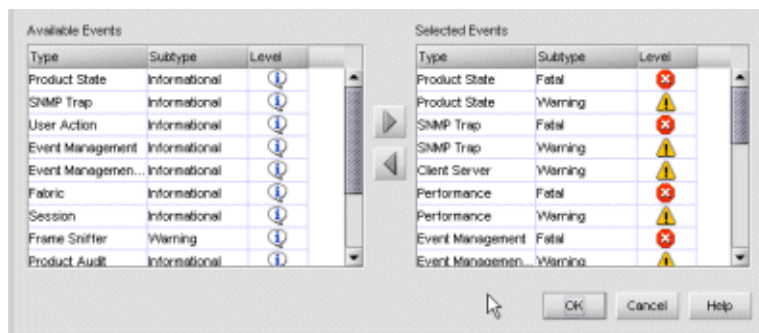 Available Events
Selected Events
Type Subtype Level
Type Subtype Level
Product State Informational
SNMP Trap Informational
User Action Informational
Event Management Informational
Event Managemen... Informational
Fabric Informational
Session Informational
Frame Sniffer Warning
Product Audit Informational
Product State Fatal
Product State Warning
SNMP Trap Fatal
SNMP Trap Warning
Client Server Warning
Performance Fatal
Performance Warning
Event Management Fatal
Event Managemen... Warning
OK Cancel Help